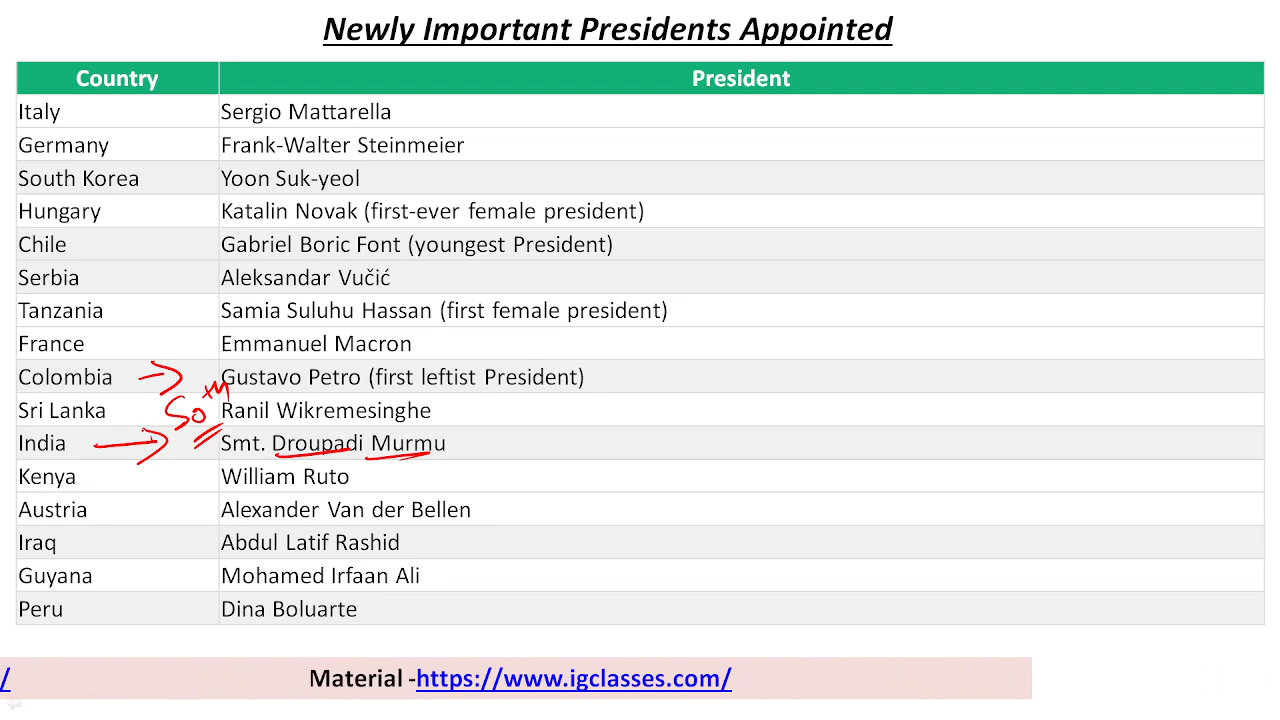 Newly Important Presidents Appointed
Country President
Italy Sergio Mattarella
Germany Frank-Walter Steinmeier
South Korea Yoon Suk-yeol
Hungary Katalin Novak (first-ever female president)
Chile Gabriel Boric Font (youngest President)
Serbia Aleksandar Vučić
Tanzania Samia Suluhu Hassan (first female president)
France Emmanuel Macron
Colombia Gustavo Petro (first leftist President)
Sri Lanka Ranil Wikremesinghe
India Smt. Droupadi Murmu
Kenya William Ruto
Austria Alexander Van der Bellen
Iraq Abdul Latif Rashid
Guyana Mohamed Irfaan Ali
Peru Dina Boluarte
/ Material -https://www.igclasses.com/